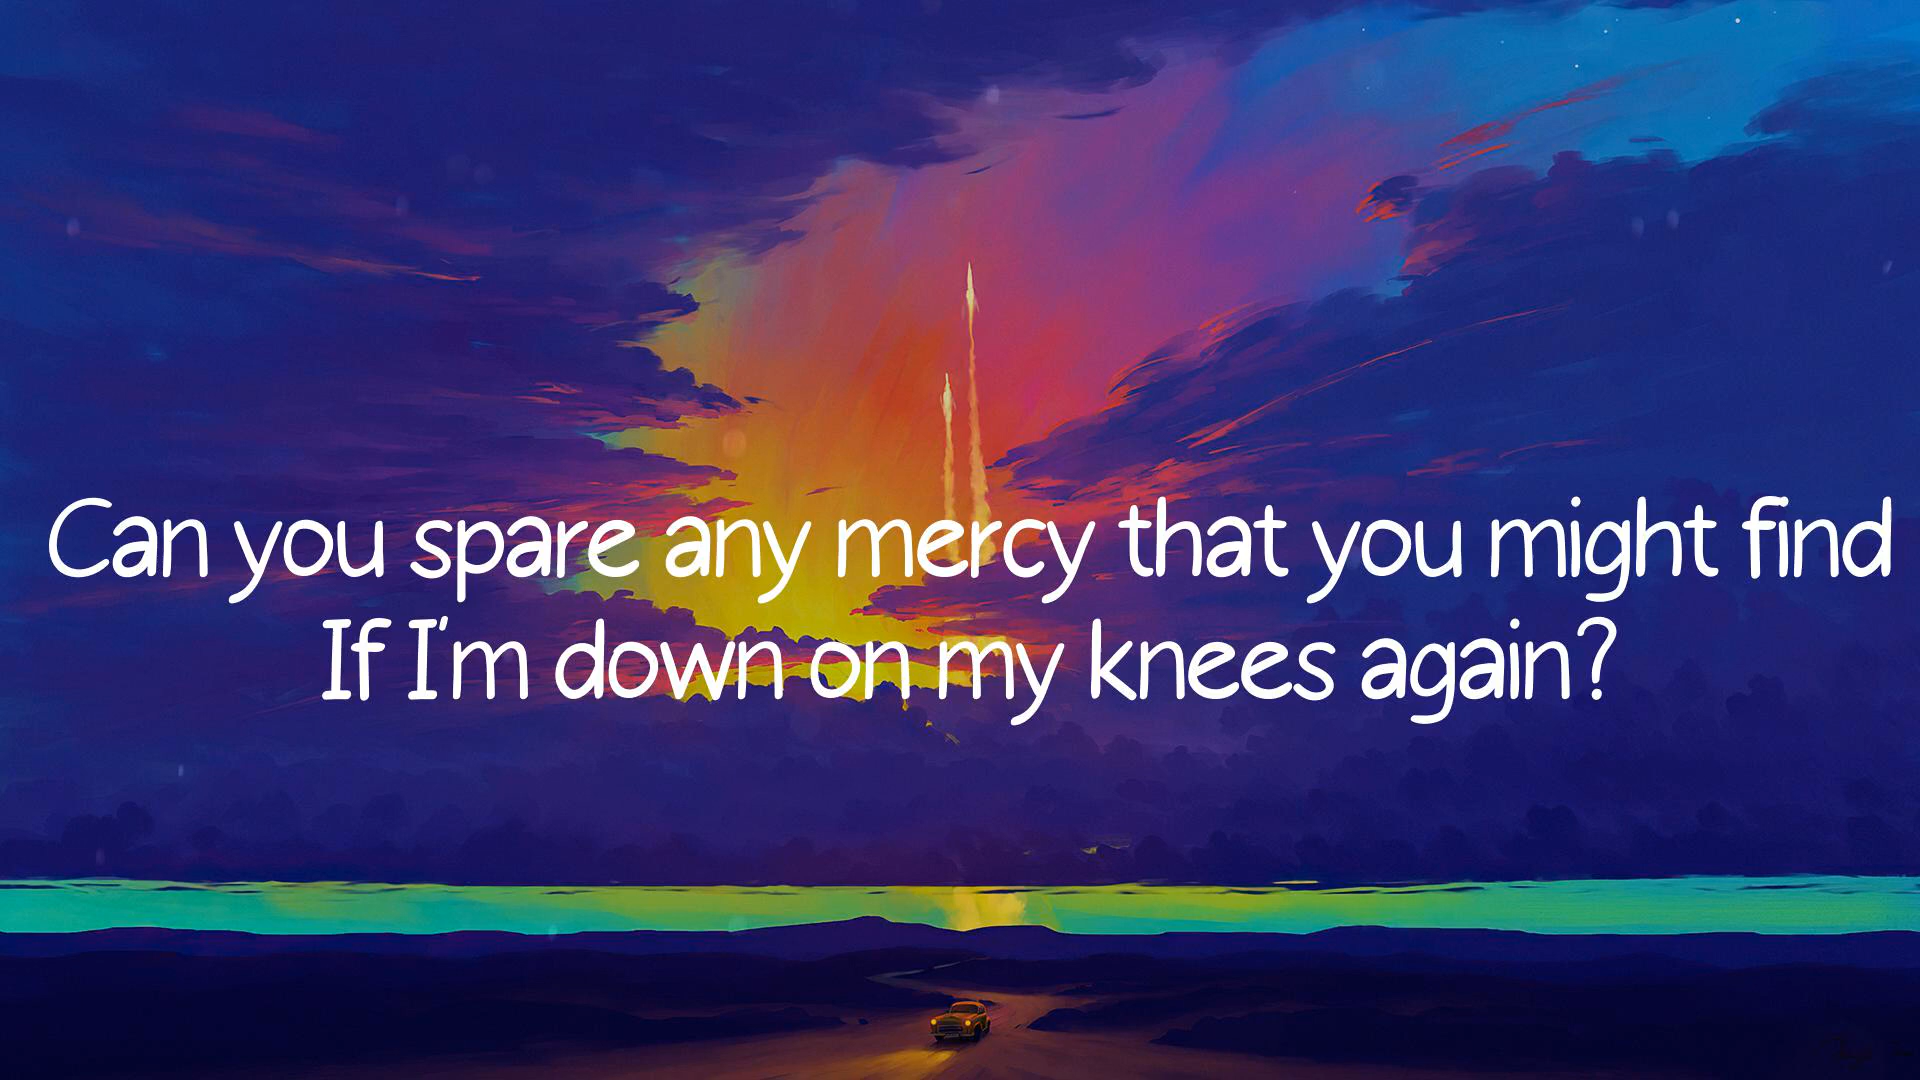 Can you spare any mercy that you might find
If I'm down on my knees again?